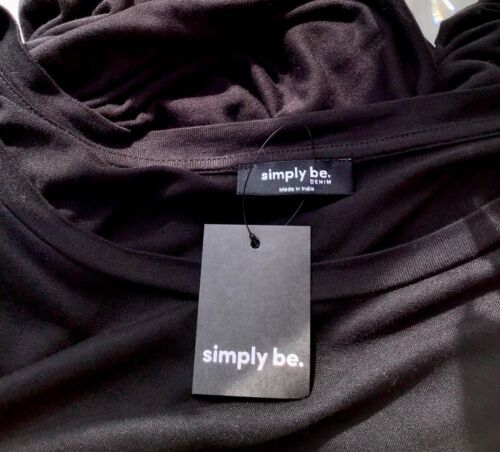 simply be.
DENIM
Made in India
simply be.